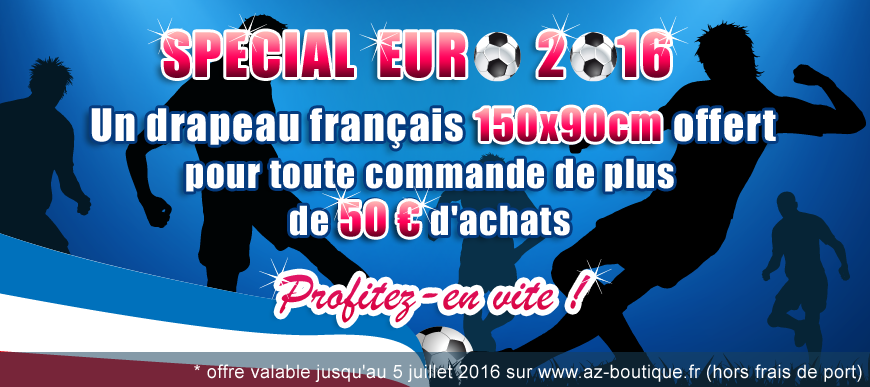 SPECIAL EURO 2016
Un drapeau français 150x90cm offert
pour toute commande de plus
de 50 € d'achats
Profitez-en vite !
* offre valable jusqu'au 5 juillet 2016 sur www.az-boutique.fr (hors frais de port)